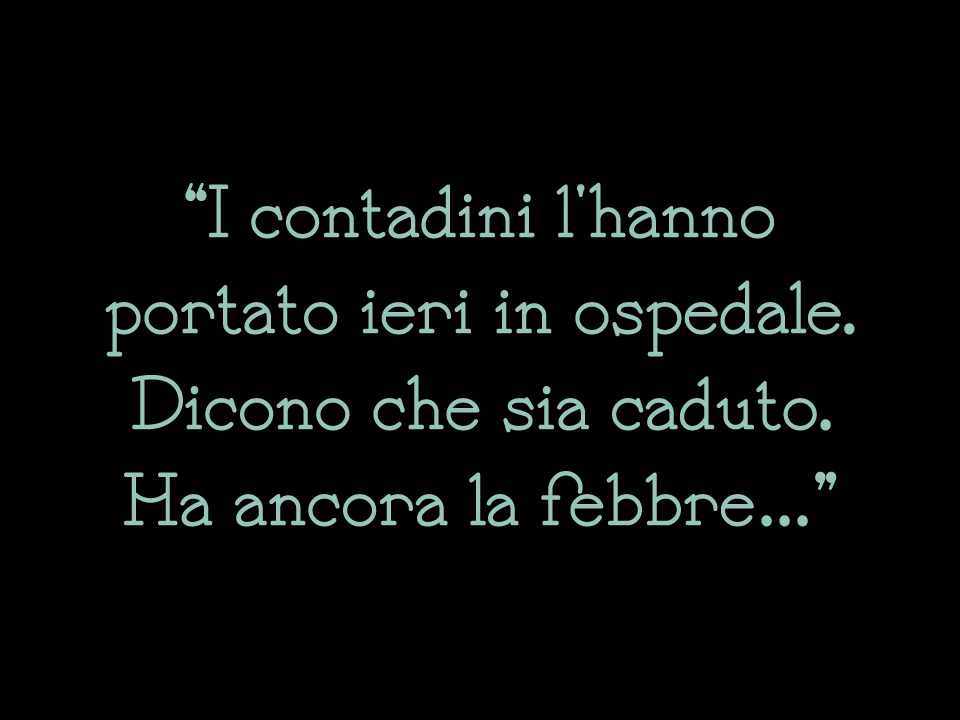 “I contadini l'hanno
portato ieri in ospedale.
Dicono che sia caduto.
Ha ancora la febbre...”